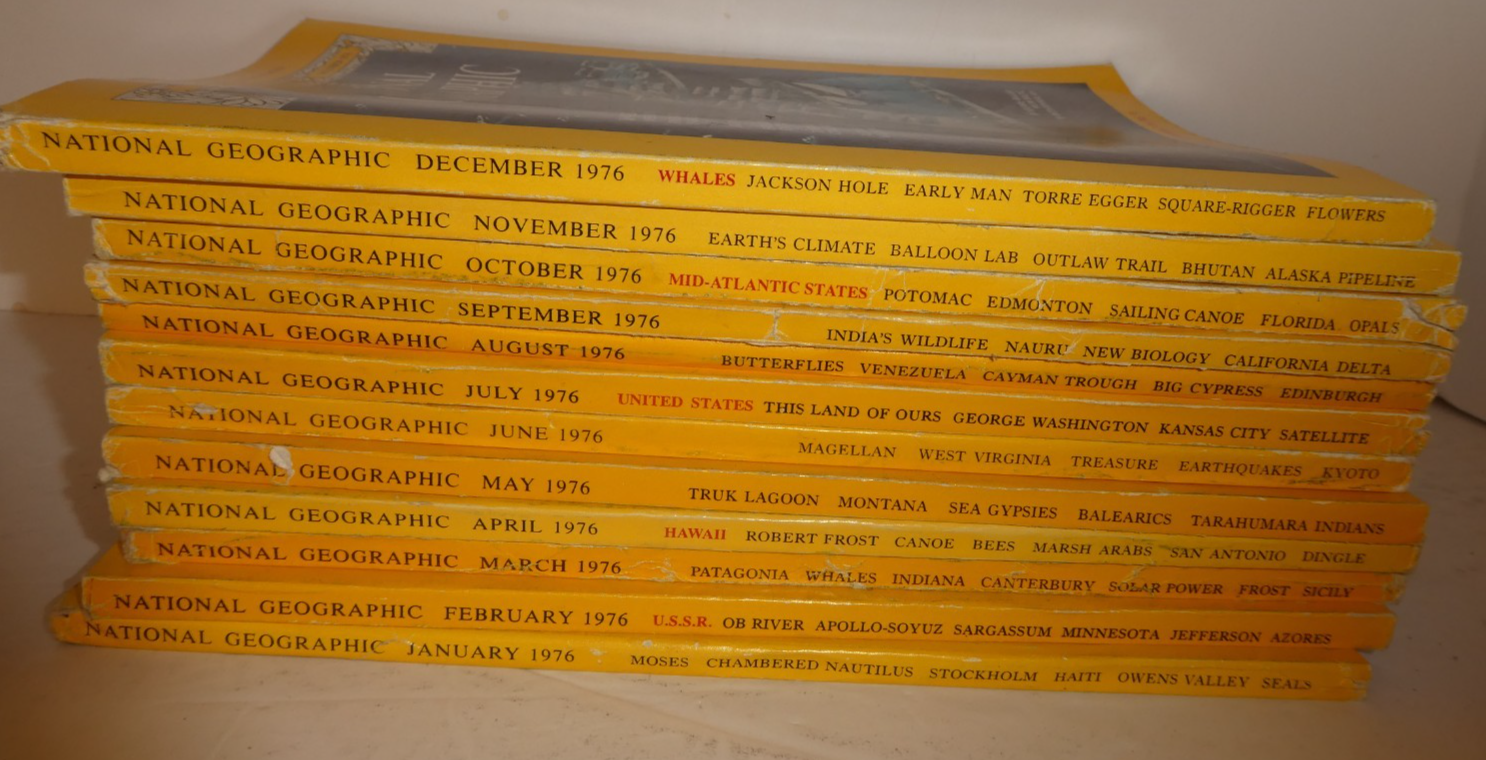 NATIONAL GEOGRAPHIC DECEMBER 1976 WHALES JACKSON HOLE EARLY MAN TORRE EGGER SQUARE-RIGGER FLOWERS
NATIONAL GEOGRAPHIC NOVEMBER 1976 EARTH'S CLIMATE BALLOON LAB OUTLAW TRAIL BHUTAN ALASKA PIPELINE
NATIONAL GEOGRAPHIC OCTOBER 1976 MID-ATLANTIC STATES POTOMAC EDMONTON SAILING CANOE FLORIDA OPALS
NATIONAL GEOGRAPHIC SEPTEMBER 1976 INDIA'S WILDLIFE NAURU NEW BIOLOGY CALIFORNIA DELTA
NATIONAL GEOGRAPHIC AUGUST 1976 BUTTERFLIES VENEZUELA CAYMAN TROUGH BIG CYPRESS EDINBURGH
NATIONAL GEOGRAPHIC JULY 1976 UNITED STATES THIS LAND OF OURS GEORGE WASHINGTON KANSAS CITY SATELLITE
NATIONAL GEOGRAPHIC JUNE 1976 MAGELLAN WEST VIRGINIA TREASURE EARTHQUAKES KYOTO
NATIONAL GEOGRAPHIC MAY 1976 TRUK LAGOON MONTANA SEA GYPSIES BALEARICS TARAHUMARA INDIANS
NATIONAL GEOGRAPHIC APRIL 1976 HAWAII ROBERT FROST CANOE BEES MARSH ARABS SAN ANTONIO DINGLE
NATIONAL GEOGRAPHIC MARCH 1976 PATAGONIA WHALES INDIANA CANTERBURY SOLAR POWER FROST SICILY
NATIONAL GEOGRAPHIC FEBRUARY 1976 U.S.S.R. OB RIVER APOLLO-SOYUZ SARGASSUM MINNESOTA JEFFERSON AZORES
NATIONAL GEOGRAPHIC JANUARY 1976 MOSES CHAMBERED NAUTILUS STOCKHOLM HAITI OWENS VALLEY SEALS